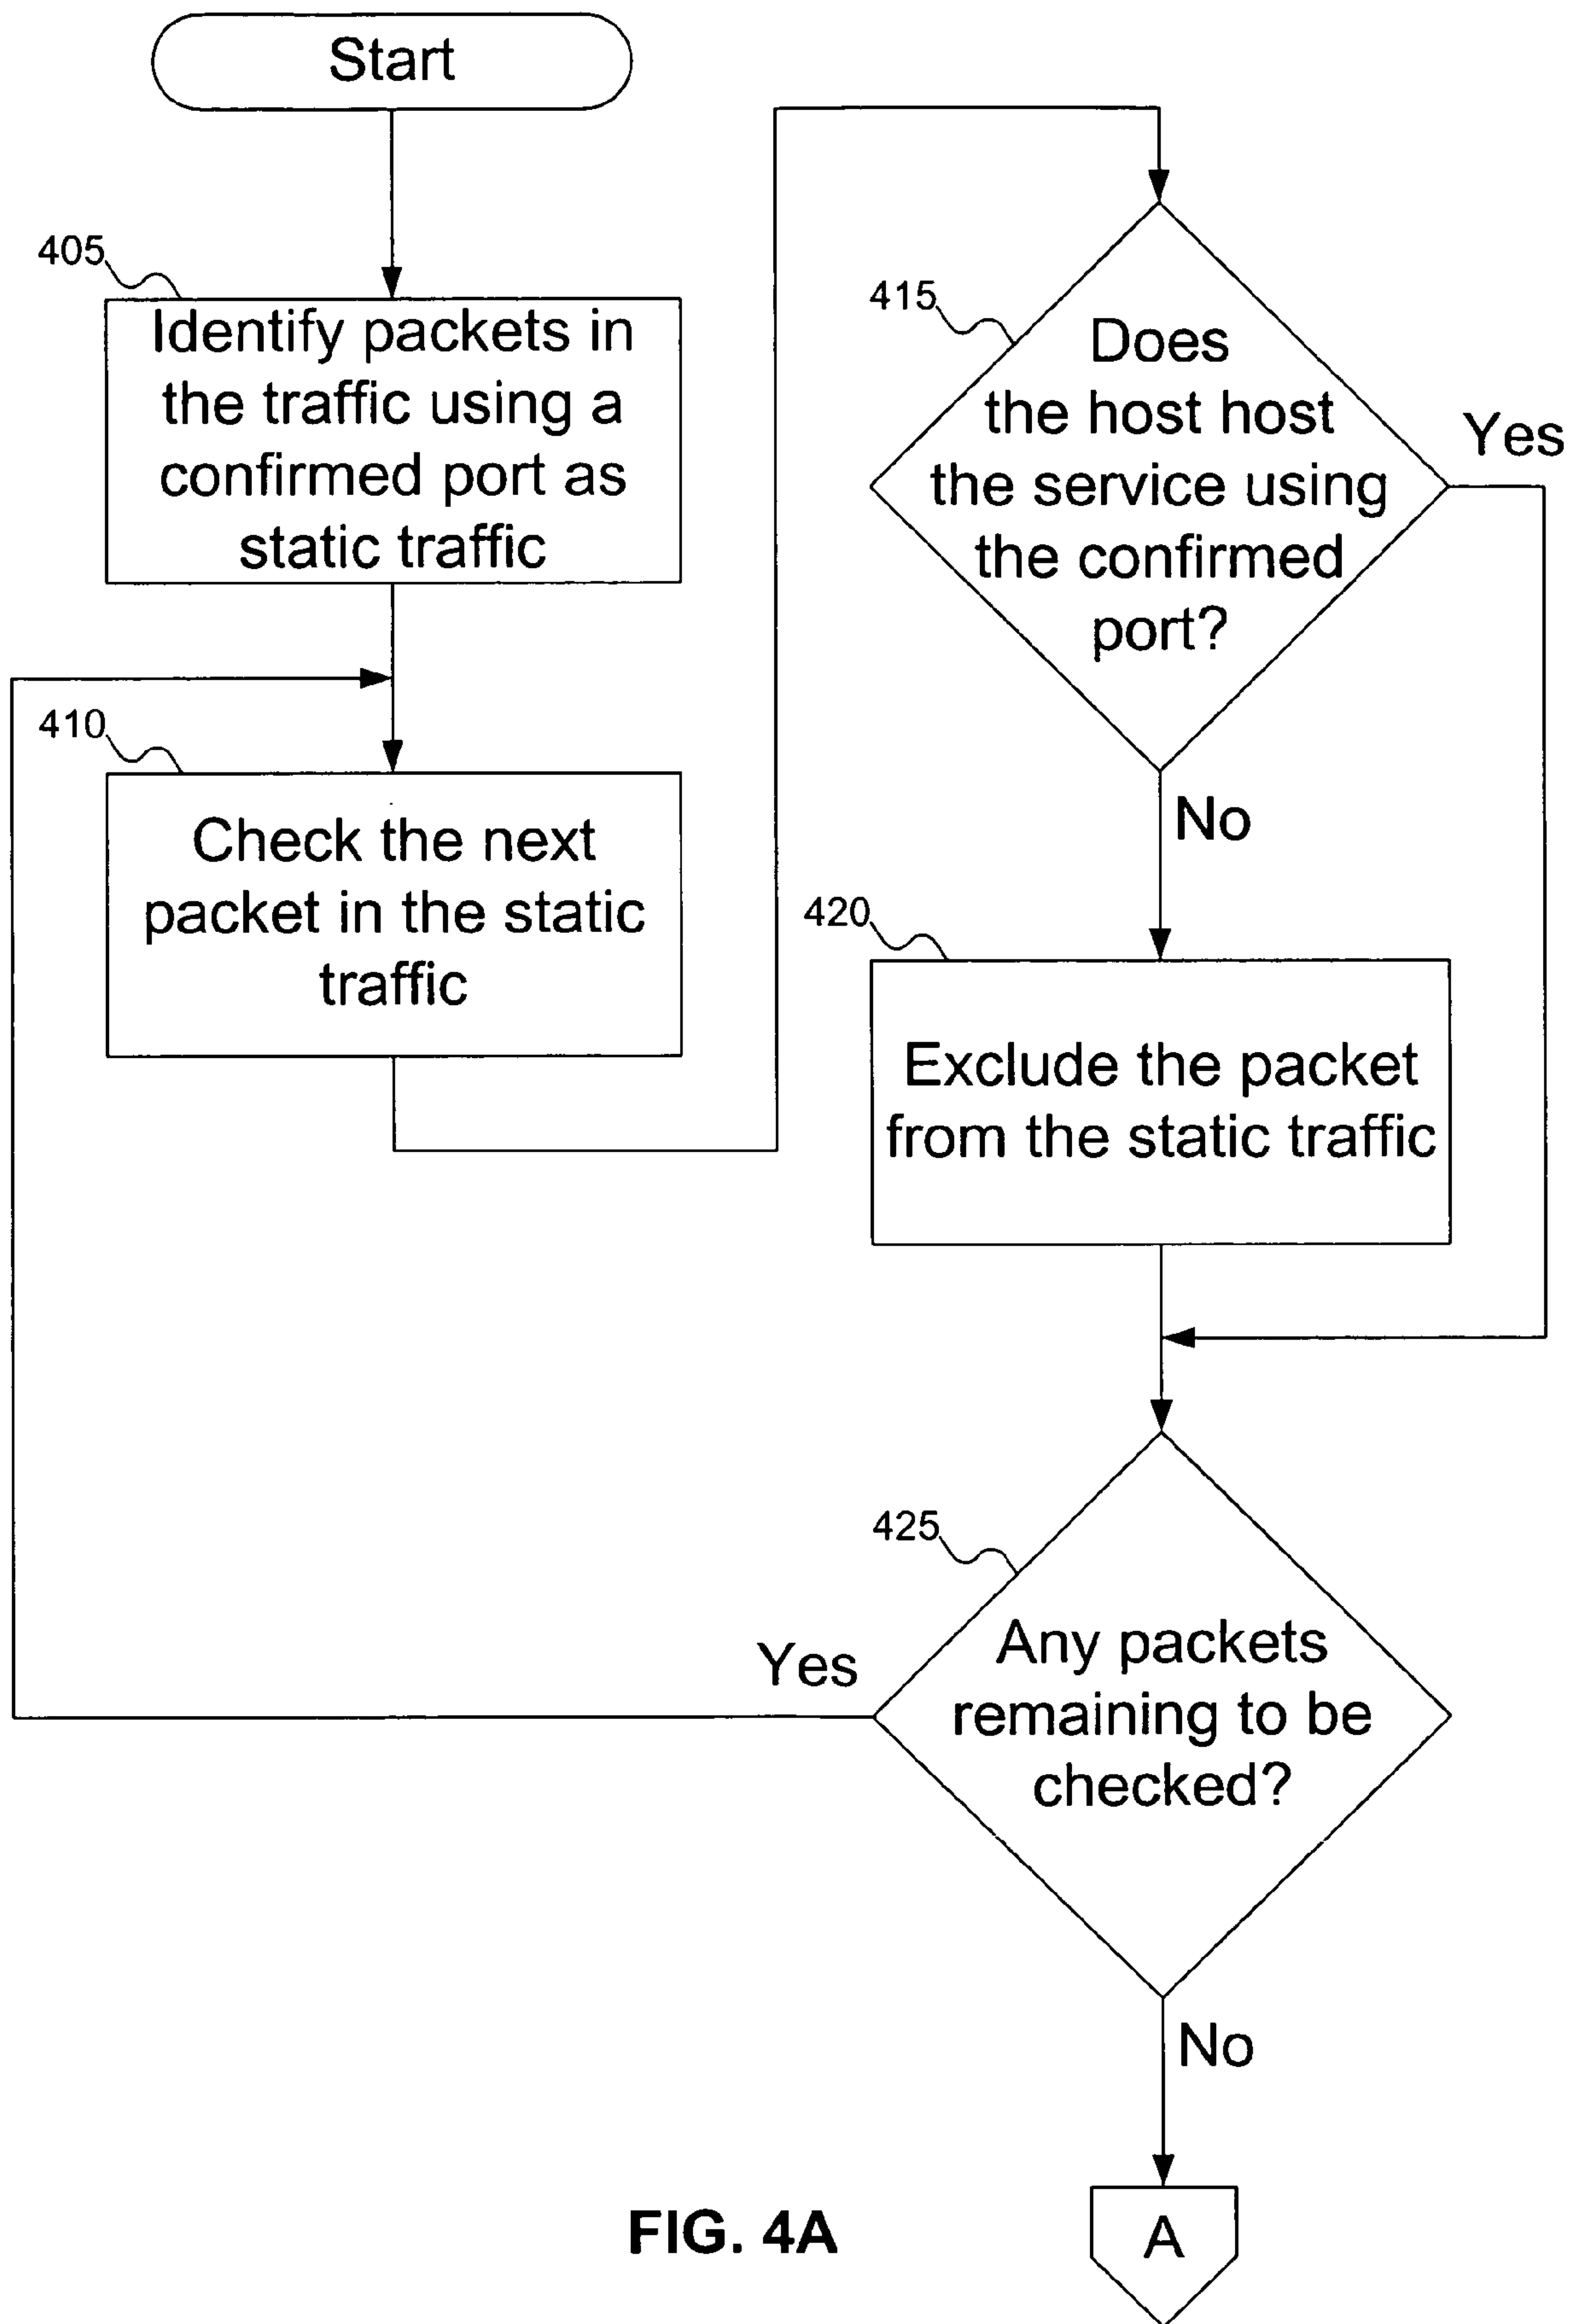 Start
405
Identify packets in
the traffic using a
confirmed port as
static traffic
410
Check the next
packet in the static
traffic
415
Does
the host host
the service using
the confirmed
port?
Yes
No
420
Exclude the packet
from the static traffic
425
Any packets
remaining to be
checked?
Yes
No
A
FIG. 4A